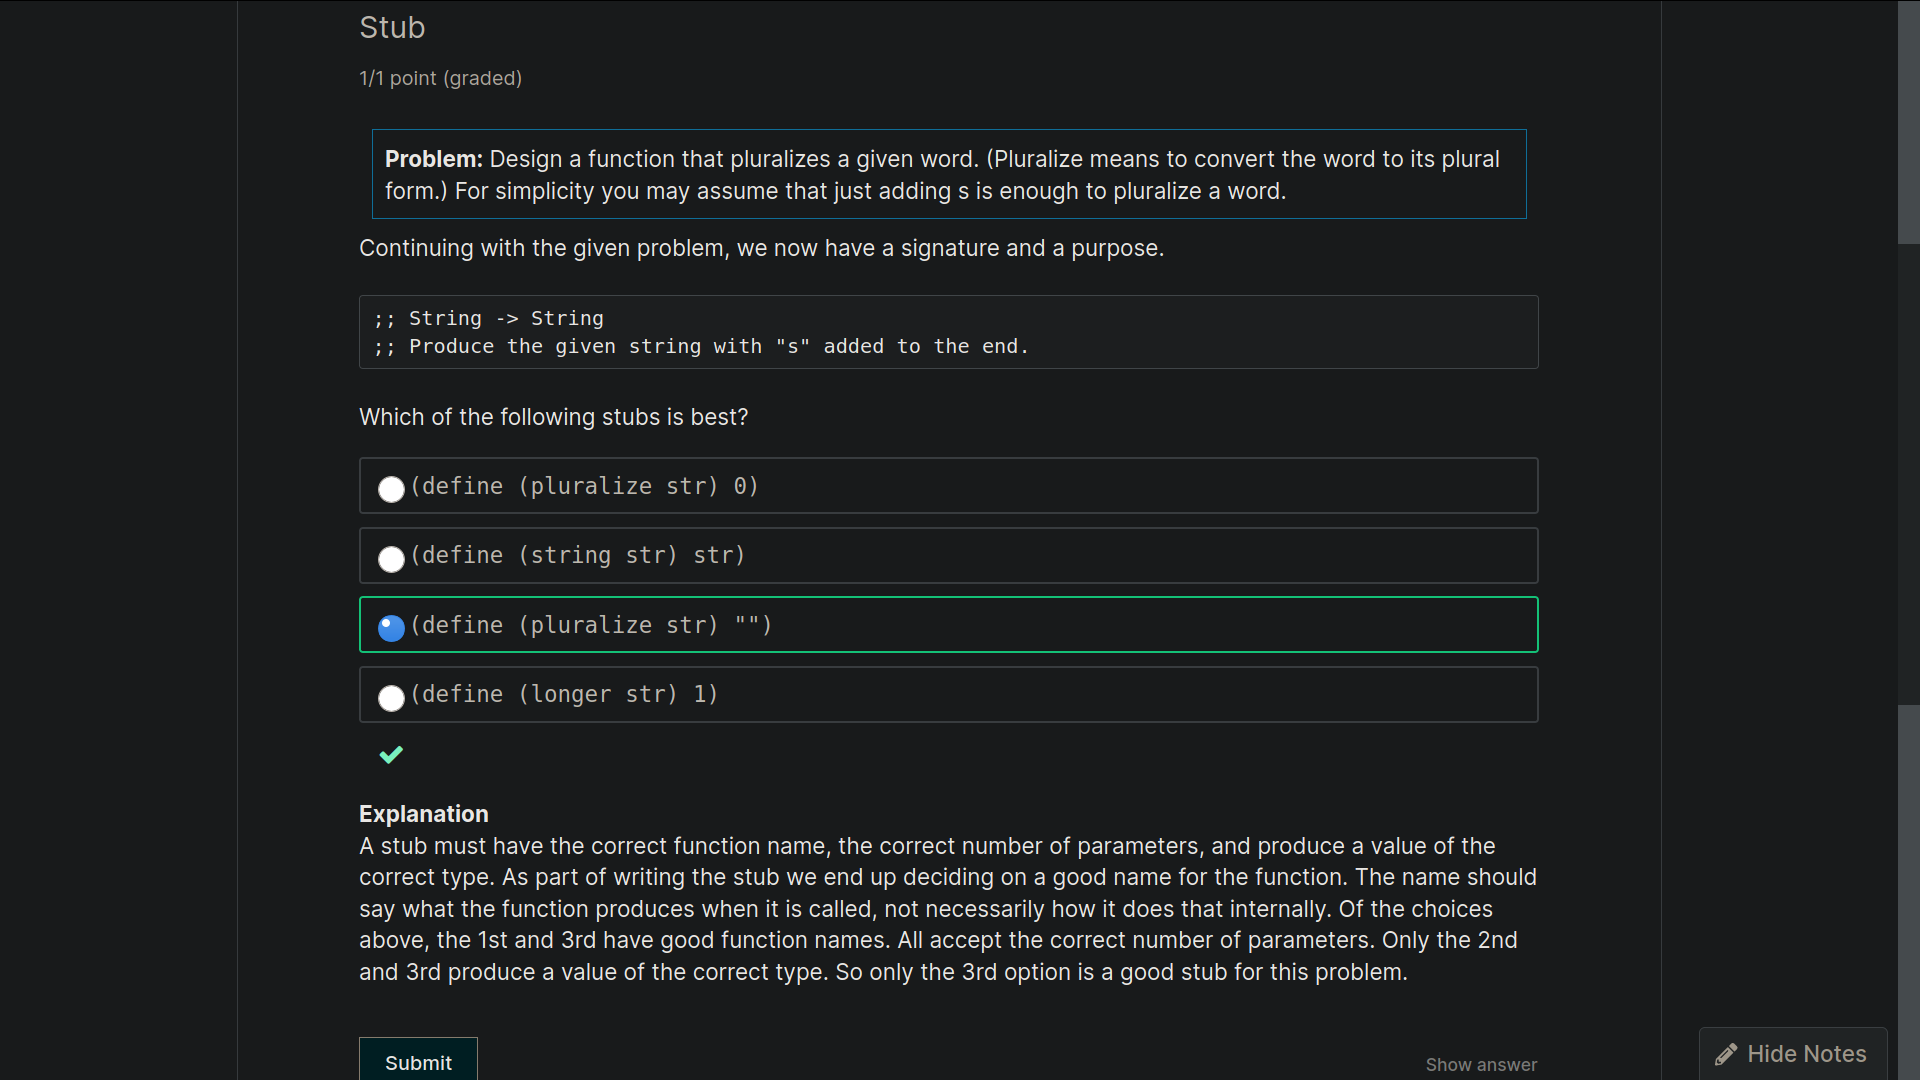 Stub
1/1 point (graded)
Problem: Design a function that pluralizes a given word. (Pluralize means to convert the word to its plural
form.) For simplicity you may assume that just adding s is enough to pluralize a word.
Continuing with the given problem, we now have a signature and a purpose.
;; String -> String
;; Produce the given string with "s" added to the end.
Which of the following stubs is best?
(define (pluralize str) 0)
(define (string str) str)
(define (pluralize str) "")
(define (longer str) 1)
Explanation
A stub must have the correct function name, the correct number of parameters, and produce a value of the
correct type. As part of writing the stub we end up deciding on a good name for the function. The name should
say what the function produces when it is called, not necessarily how it does that internally. Of the choices
above, the 1st and 3rd have good function names. All accept the correct number of parameters. Only the 2nd
and 3rd produce a value of the correct type. So only the 3rd option is a good stub for this problem.
Submit
Show answer
Hide Notes